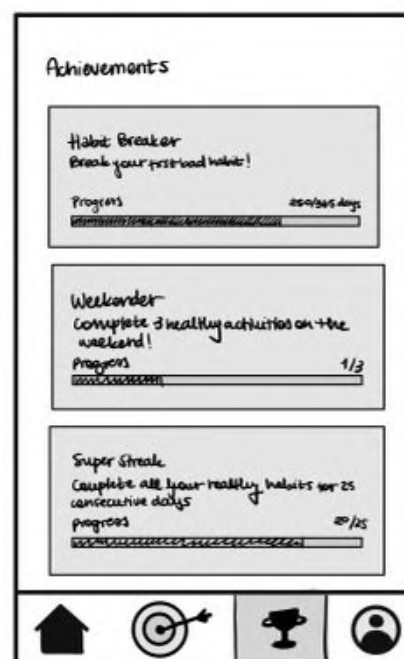 Achievements
Habit Breaker
Break your first bad habit!
Progress 250/365 days
Weekender
Complete 3 healthy activities on the
weekend!
Progress 1/3
Super Streak
Complete all your healthy habits for 25
consecutive days
progress 20/25